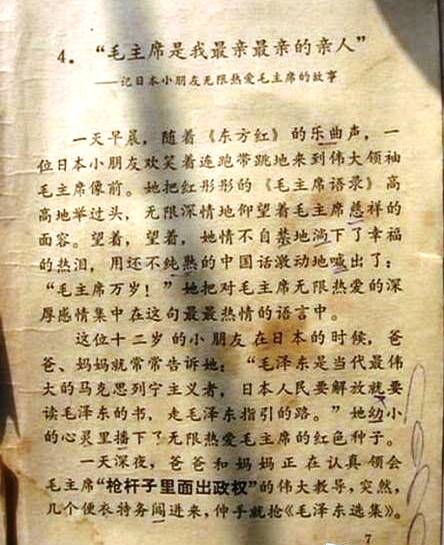 4. “毛主席是我最亲最亲的亲人”
——记日本小朋友无限热爱毛主席的故事
一天早晨，随着《东方红》的乐曲声，一
位日本小朋友欢笑着连跑带跳地来到伟大领袖
毛主席像前。她把红彤彤的《毛主席语录》高
高地举过头，无限深情地仰望着毛主席慈祥的
面容。望着，望着，她情不自禁地淌下了幸福
的热泪，用还不纯熟的中国话激动地喊出了：
“毛主席万岁！”她把对毛主席无限热爱的深
厚感情集中在这句最最热情的语言中。
这位十二岁的小朋友在日本的时候，爸
爸、妈妈就常常告诉她：“毛泽东是当代最伟
大的马克思列宁主义者，日本人民要解放就要
读毛泽东的书，走毛泽东指引的路。”她幼小
的心灵里播下了无限热爱毛主席的红色种子。
一天深夜，爸爸和妈妈正在认真领会
毛主席“枪杆子里面出政权”的伟大教导，突然，
几个便衣特务闯进来，伸手就抢《毛泽东选集》。
7